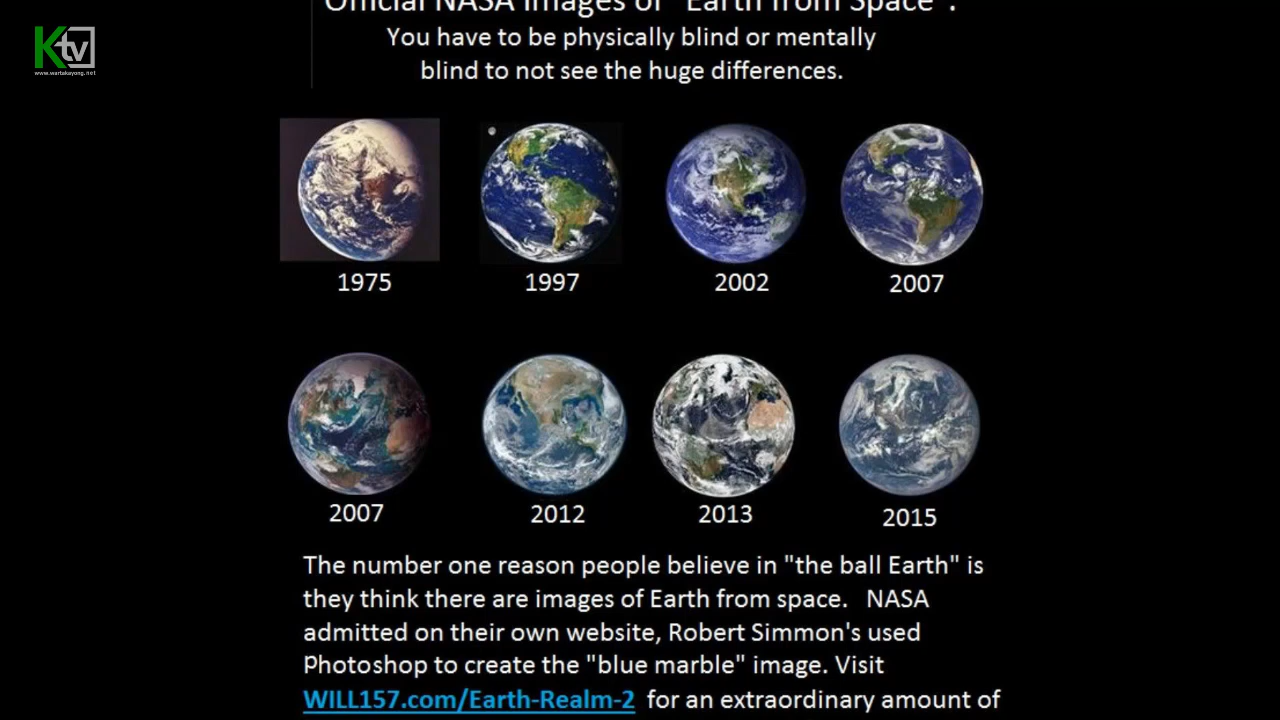 Official NASA images of "Earth from Space".
You have to be physically blind or mentally
blind to not see the huge differences.
Ktv
www.wartakayong.net
1975
1997
2002
2007
2007
2012
2013
2015
The number one reason people believe in "the ball Earth" is
they think there are images of Earth from space.   NASA
admitted on their own website, Robert Simmon's used
Photoshop to create the "blue marble" image. Visit
WILL157.com/Earth-Realm-2  for an extraordinary amount of